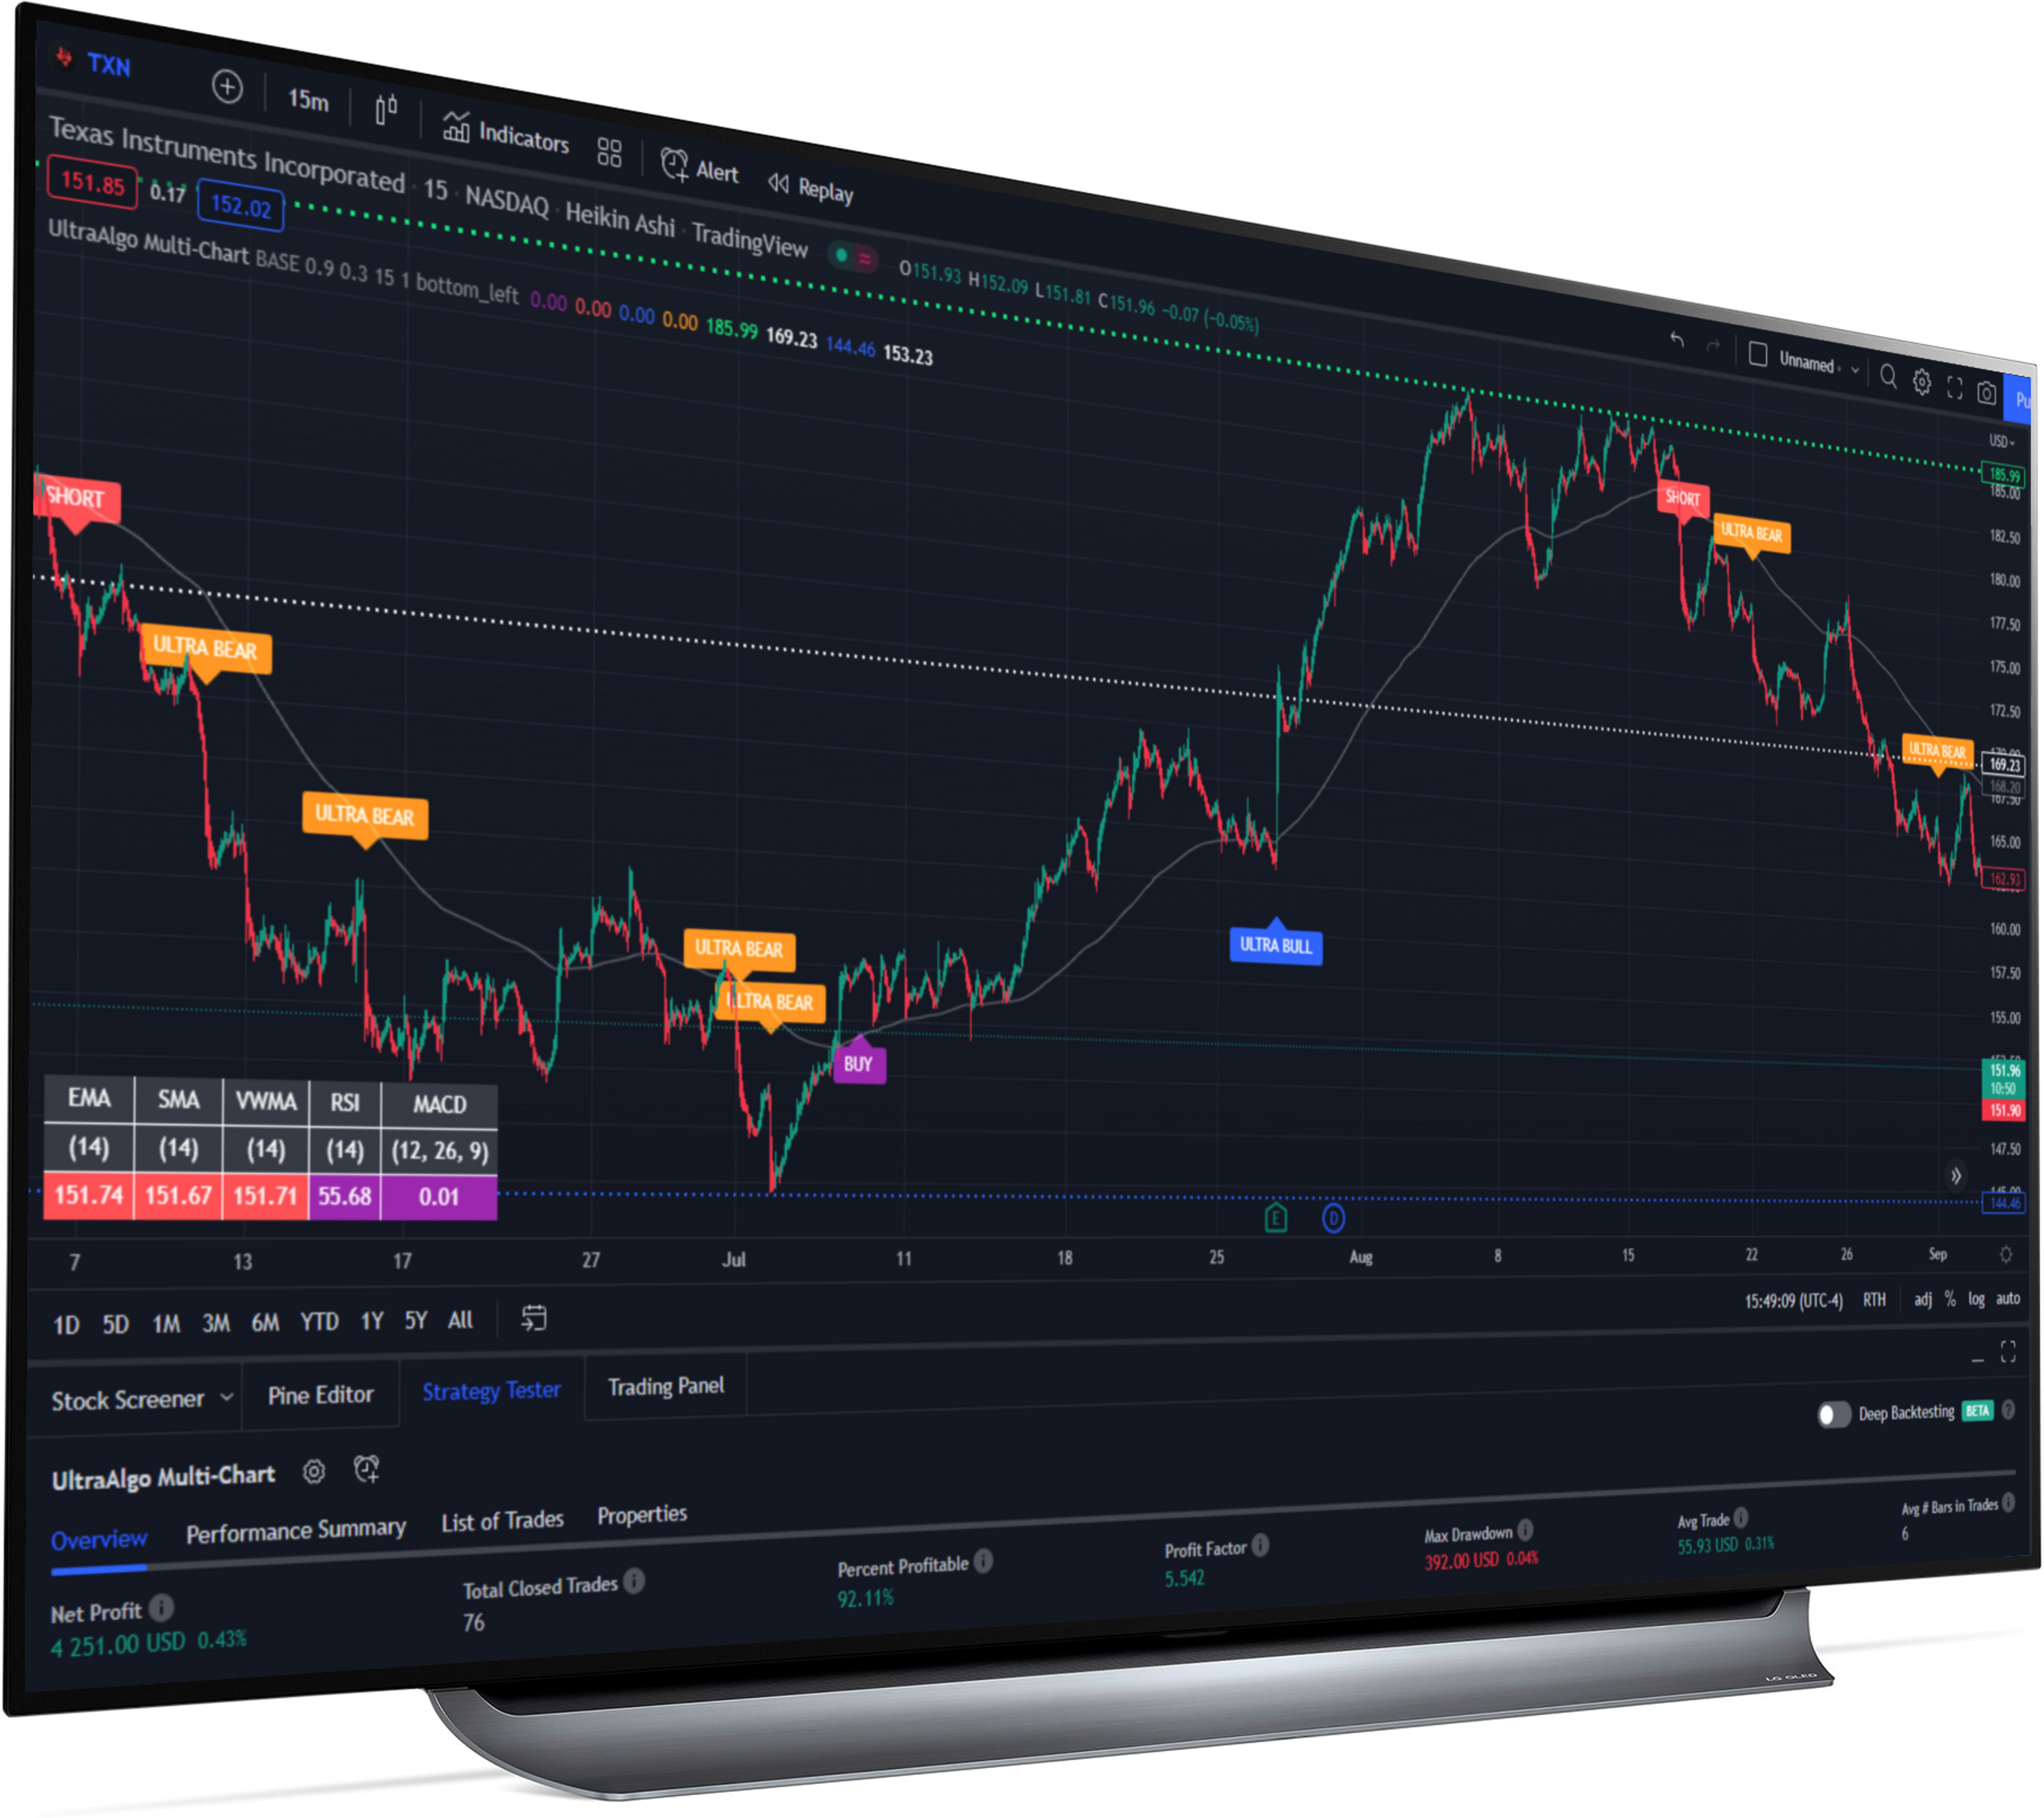 TXN
15m
Indicators
Alert
Replay
Unnamed
Pu
Texas Instruments Incorporated · 15 · NASDAQ · Heikin Ashi · TradingView
O151.93 H152.09 L151.81 C151.96 −0.07 (−0.05%)
151.85 0.17 152.02
UltraAlgo Multi-Chart BASE 0.9 0.3 15 1 bottom_left 0.00 0.00 0.00 0.00 185.99 169.23 144.46 153.23
USD
185.99
185.00
182.50
180.00
177.50
175.00
172.50
169.23
168.20
167.50
165.00
162.93
160.00
157.50
155.00
151.96
10:50
151.90
147.50
144.46
SHORT
ULTRA BEAR
ULTRA BEAR
ULTRA BEAR
ULTRA BEAR
BUY
ULTRA BULL
SHORT
ULTRA BEAR
ULTRA BEAR
E
D
EMA SMA VWMA RSI MACD
(14) (14) (14) (14) (12, 26, 9)
151.74 151.67 151.71 55.68 0.01
7 13 17 27 Jul 11 18 25 Aug 8 15 22 26 Sep
1D 5D 1M 3M 6M YTD 1Y 5Y All
15:49:09 (UTC-4) RTH adj % log auto
Stock Screener Pine Editor Strategy Tester Trading Panel
Deep Backtesting BETA
UltraAlgo Multi-Chart
Overview Performance Summary List of Trades Properties
Net Profit
4 251.00 USD 0.43%
Total Closed Trades
76
Percent Profitable
92.11%
Profit Factor
5.542
Max Drawdown
392.00 USD 0.04%
Avg Trade
55.93 USD 0.31%
Avg # Bars in Trades
6
LG OLED